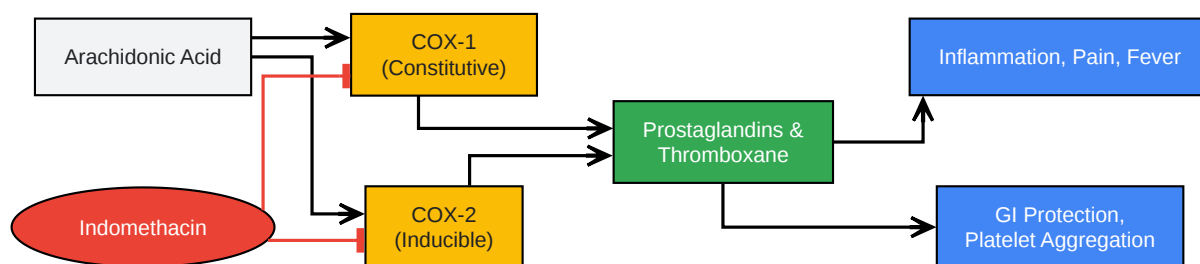 Arachidonic Acid
COX-1
(Constitutive)
Inflammation, Pain, Fever
Prostaglandins &
Thromboxane
Indomethacin
COX-2
(Inducible)
GI Protection,
Platelet Aggregation